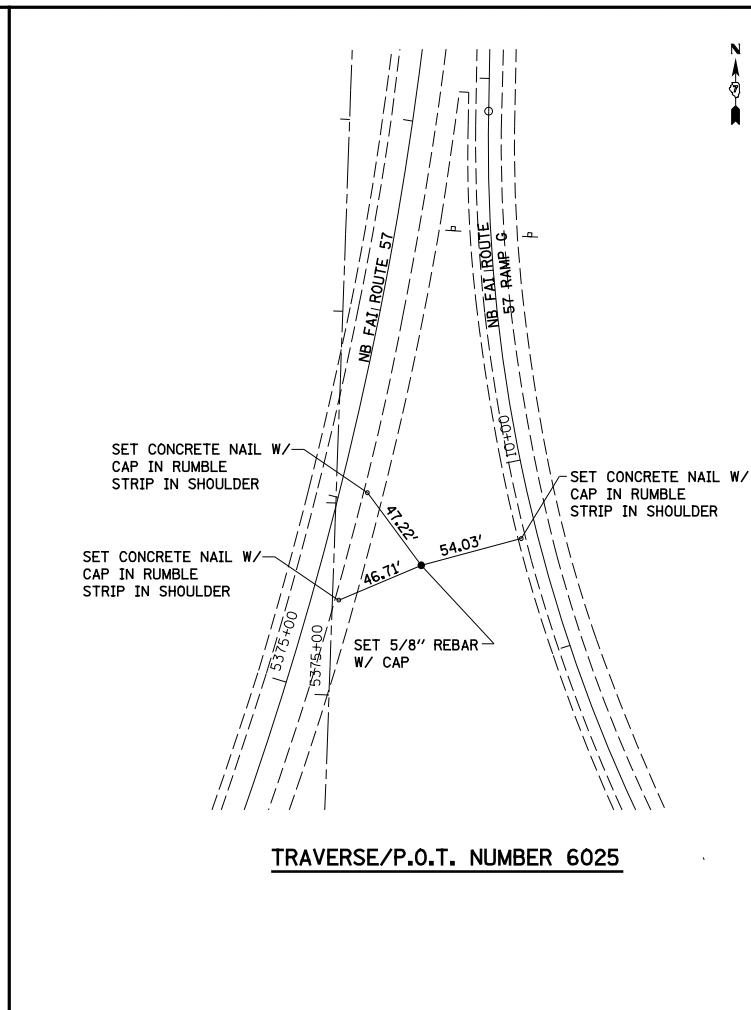 N
NB FAI ROUTE 57
NB FAI ROUTE
57 RAMP G
10+00
SET CONCRETE NAIL W/
CAP IN RUMBLE
STRIP IN SHOULDER
SET CONCRETE NAIL W/
CAP IN RUMBLE
STRIP IN SHOULDER
47.22'
54.03'
SET CONCRETE NAIL W/
CAP IN RUMBLE
STRIP IN SHOULDER
46.71'
SET 5/8" REBAR
W/ CAP
5375+00
5375+00
TRAVERSE/P.O.T. NUMBER 6025